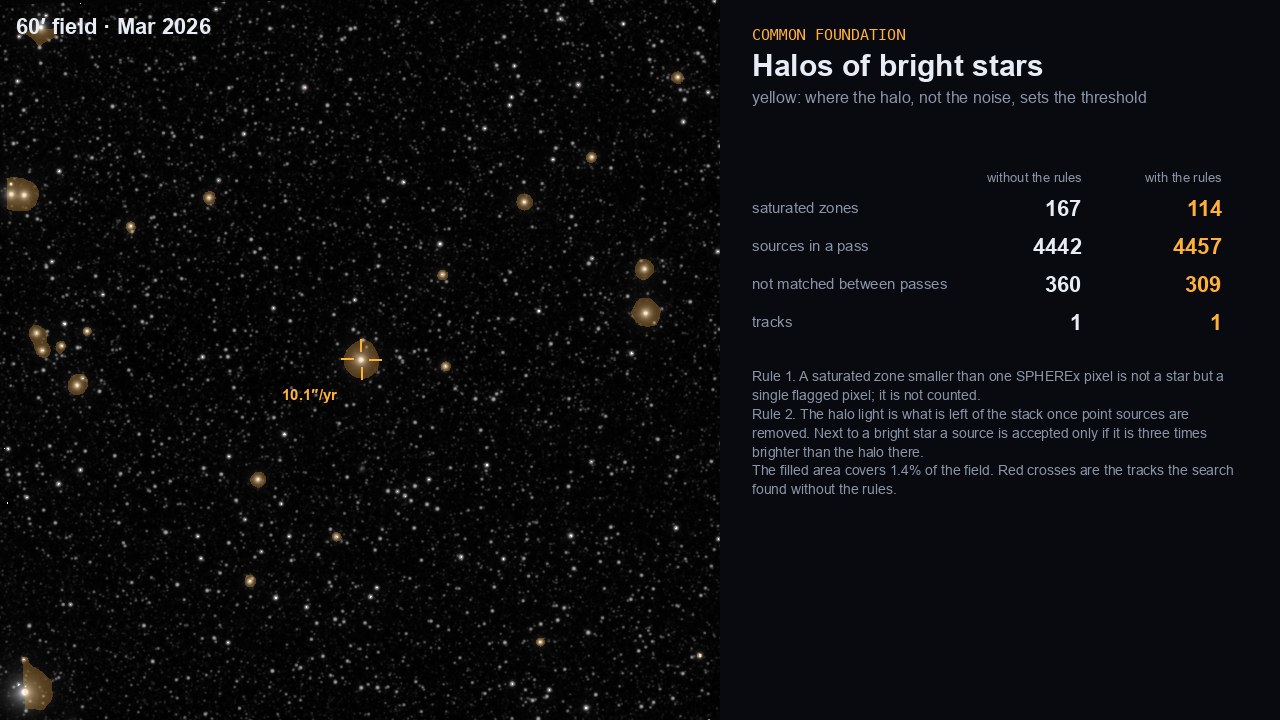 60′ field · Mar 2026
10.1″/yr
COMMON FOUNDATION
Halos of bright stars
yellow: where the halo, not the noise, sets the threshold
without the rules with the rules
saturated zones 167 114
sources in a pass 4442 4457
not matched between passes 360 309
tracks 1 1
Rule 1. A saturated zone smaller than one SPHEREx pixel is not a star but a
single flagged pixel; it is not counted.
Rule 2. The halo light is what is left of the stack once point sources are
removed. Next to a bright star a source is accepted only if it is three times
brighter than the halo there.
The filled area covers 1.4% of the field. Red crosses are the tracks the search
found without the rules.